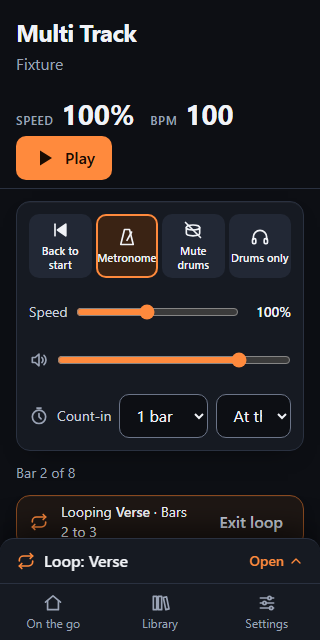 Multi Track
Fixture
SPEED 100% BPM 100
Play
Back to start
Metronome
Mute drums
Drums only
Speed 100%
Count-in 1 bar At tl
Bar 2 of 8
Looping Verse · Bars
2 to 3
Exit loop
Loop: Verse Open
On the go Library Settings